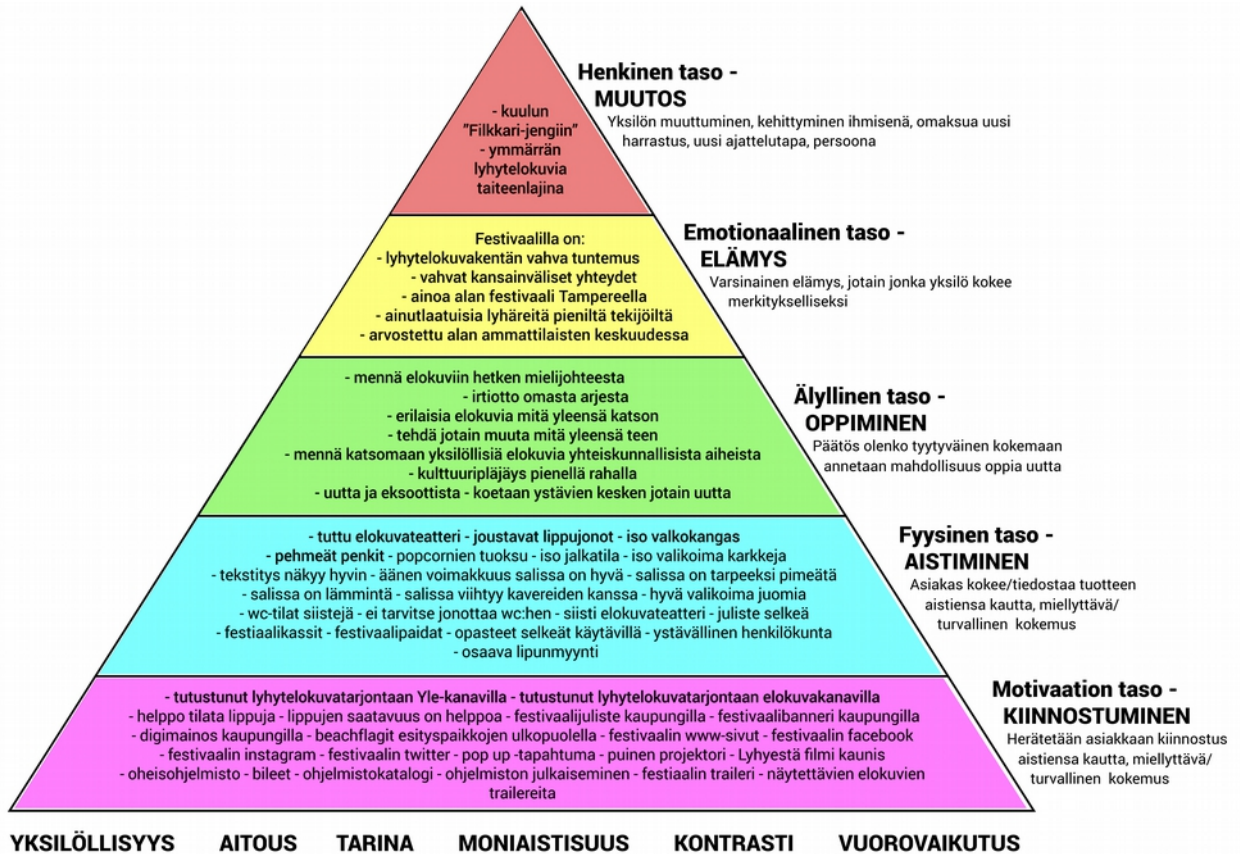 Henkinen taso -
MUUTOS
Yksilön muuttuminen, kehittyminen ihmisenä, omaksua uusi
harrastus, uusi ajattelutapa, persoona
- kuulun
"Filkkari-jengiin"
- ymmärrän
lyhytelokuvia
taiteenlajina
Emotionaalinen taso -
ELÄMYS
Varsinainen elämys, jotain jonka yksilö kokee
merkitykselliseksi
Festivaalilla on:
- lyhytelokuvakentän vahva tuntemus
- vahvat kansainväliset yhteydet
- ainoa alan festivaali Tampereella
- ainutlaatuisia lyhäreitä pieniltä tekijöiltä
- arvostettu alan ammattilaisten keskuudessa
Älyllinen taso -
OPPIMINEN
Päätös olenko tyytyväinen kokemaan
annetaan mahdollisuus oppia uutta
- mennä elokuviin hetken mielijohteesta
- irtiotto omasta arjesta
- erilaisia elokuvia mitä yleensä katson
- tehdä jotain muuta mitä yleensä teen
- mennä katsomaan yksilöllisiä elokuvia yhteiskunnallisista aiheista
- kulttuuripläjäys pienellä rahalla
- uutta ja eksoottista - koetaan ystävien kesken jotain uutta
Fyysinen taso -
AISTIMINEN
Asiakas kokee/tiedostaa tuotteen
aistiensa kautta, miellyttävä/
turvallinen kokemus
- tuttu elokuvateatteri - joustavat lippujonot - iso valkokangas
- pehmeät penkit - popcornien tuoksu - iso jalkatila - iso valikoima karkkeja
- tekstitys näkyy hyvin - äänen voimakkuus salissa on hyvä - salissa on tarpeeksi pimeätä
- salissa on lämmintä - salissa viihtyy kavereiden kanssa - hyvä valikoima juomia
- wc-tilat siistejä - ei tarvitse jonottaa wc:hen - siisti elokuvateatteri - juliste selkeä
- festiaalikassit - festivaalipaidat - opasteet selkeät käytävillä - ystävällinen henkilökunta
- osaava lipunmyynti
Motivaation taso -
KIINNOSTUMINEN
Herätetään asiakkaan kiinnostus
aistiensa kautta, miellyttävä/
turvallinen kokemus
- tutustunut lyhytelokuvatarjontaan Yle-kanavilla - tutustunut lyhytelokuvatarjontaan elokuvakanavilla
- helppo tilata lippuja - lippujen saatavuus on helppoa - festivaalijuliste kaupungilla - festivaalibanneri kaupungilla
- digimainos kaupungilla - beachflagit esityspaikkojen ulkopuolella - festivaalin www-sivut - festivaalin facebook
- festivaalin instagram - festivaalin twitter - pop up -tapahtuma - puinen projektori - Lyhyestä filmi kaunis
- oheisohjelmisto - bileet - ohjelmistokatalogi - ohjelmiston julkaiseminen - festiaalin traileri - näytettävien elokuvien
trailereita
YKSILÖLLISYYS AITOUS TARINA MONIAISTISUUS KONTRASTI VUOROVAIKUTUS